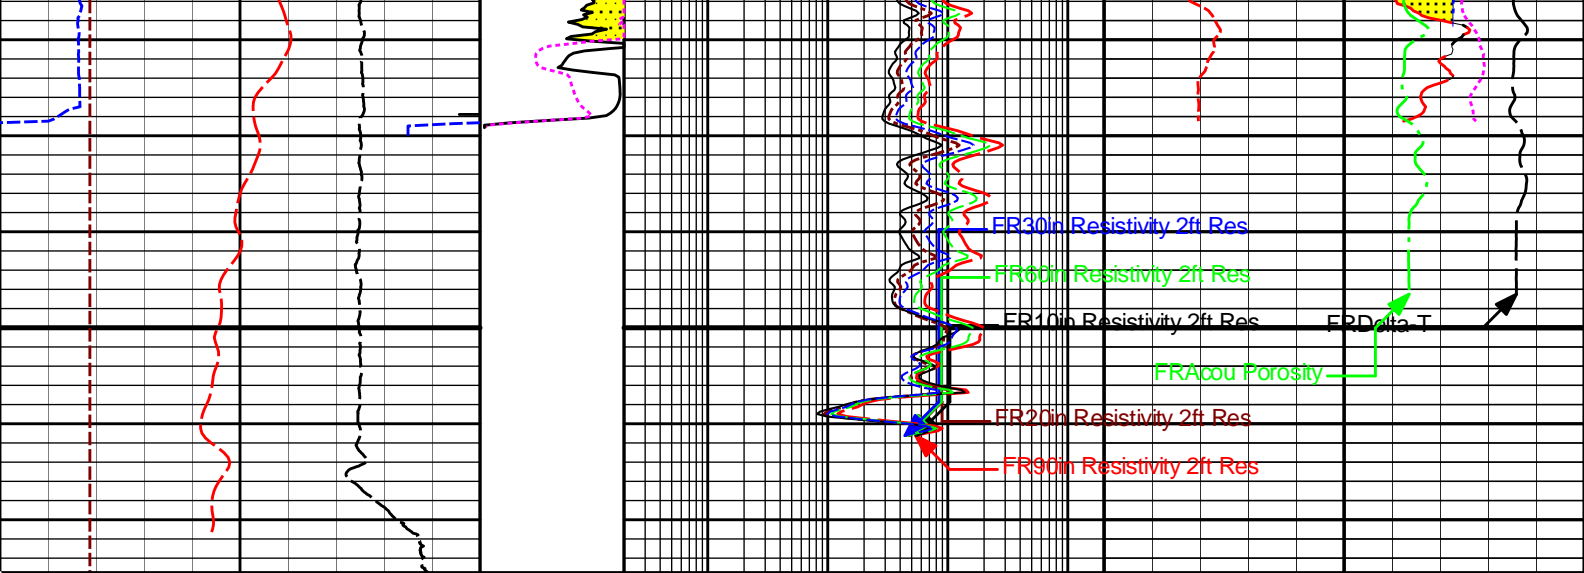 FR30in Resistivity 2ft Res
FR60in Resistivity 2ft Res
FR10in Resistivity 2ft Res
FRDelta-T
FRAcou Porosity
FR20in Resistivity 2ft Res
FR90in Resistivity 2ft Res